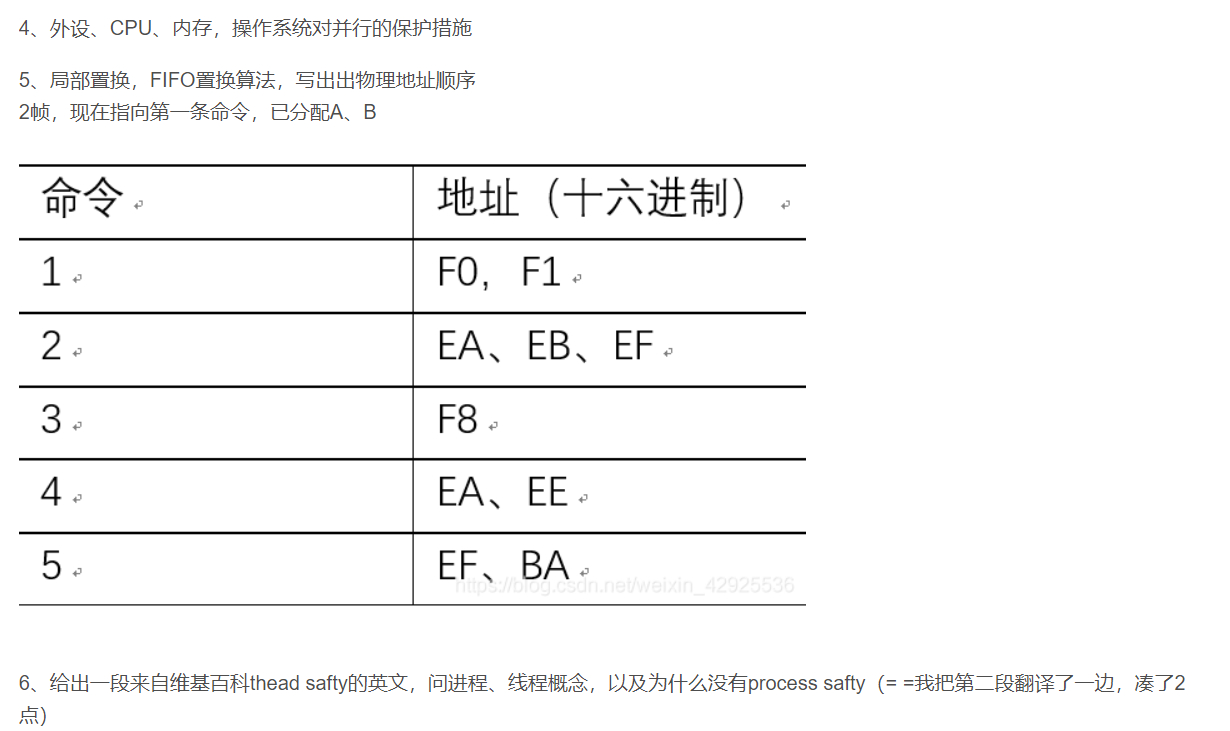 4、外设、CPU、内存，操作系统对并行的保护措施
5、局部置换，FIFO置换算法，写出出物理地址顺序
2帧，现在指向第一条命令，已分配A、B
命令 地址（十六进制）
1 F0，F1
2 EA、EB、EF
3 F8
4 EA、EE
5 EF、BA
https://blog.csdn.net/weixin_42925536
6、给出一段来自维基百科thead safty的英文，问进程、线程概念，以及为什么没有process safty（= =我把第二段翻译了一边，凑了2
点）